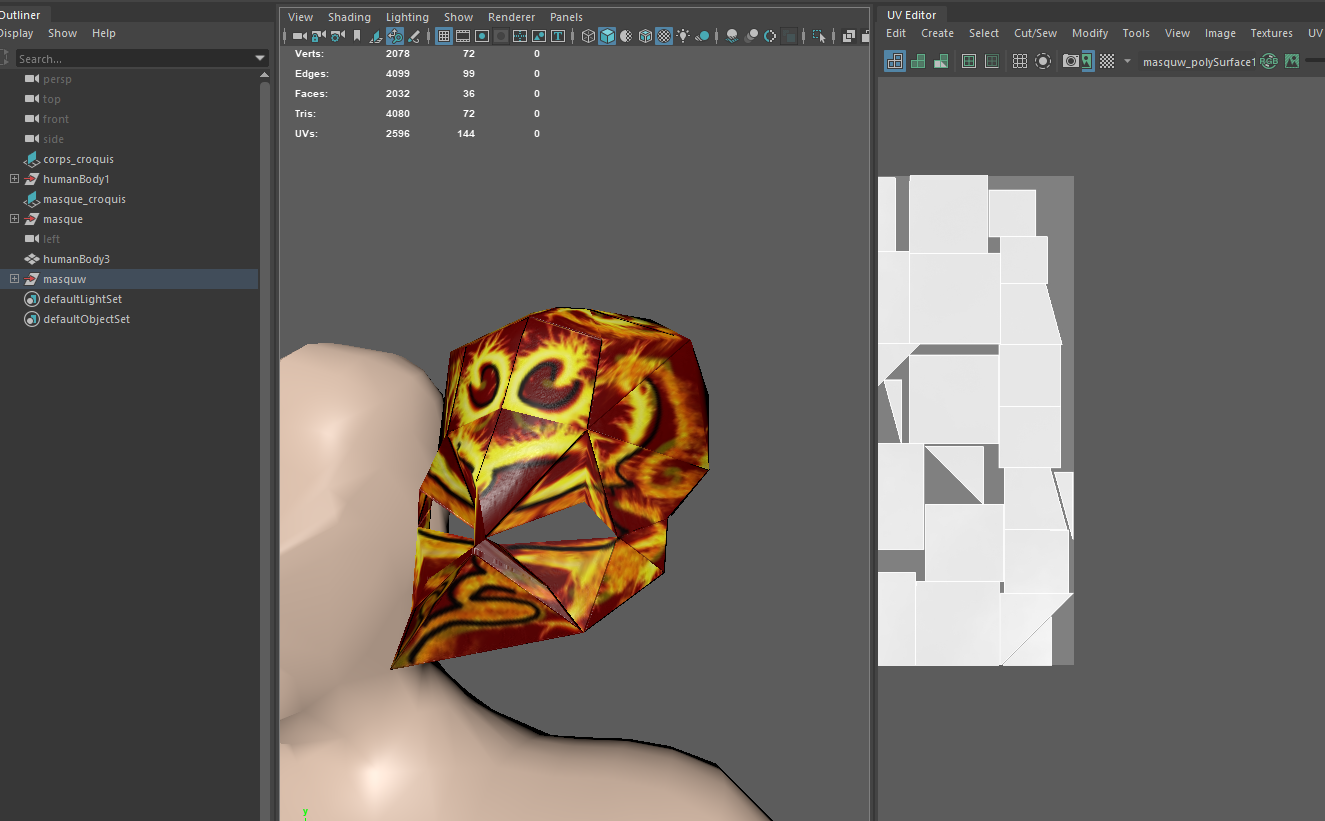 Outliner
Display Show Help
Search...
persp
top
front
side
corps_croquis
humanBody1
masque_croquis
masque
left
humanBody3
masquw
defaultLightSet
defaultObjectSet
View Shading Lighting Show Renderer Panels
Verts: 2078 72 0
Edges: 4099 99 0
Faces: 2032 36 0
Tris: 4080 72 0
UVs: 2596 144 0
y
UV Editor
Edit Create Select Cut/Sew Modify Tools View Image Textures UV
masquw_polySurface1
RGB